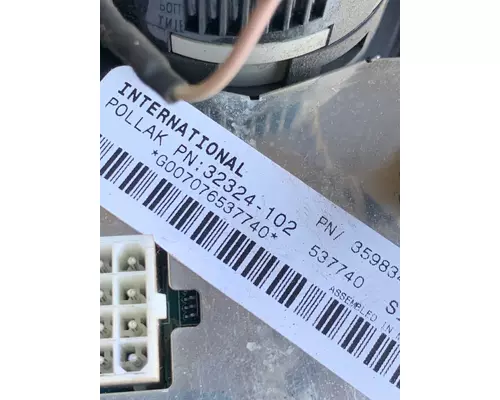 INTERNATIONAL
POLLAK PN:32324-102 PN/ 35983
*G007076537740* 537740 S
ASSEMBLED IN